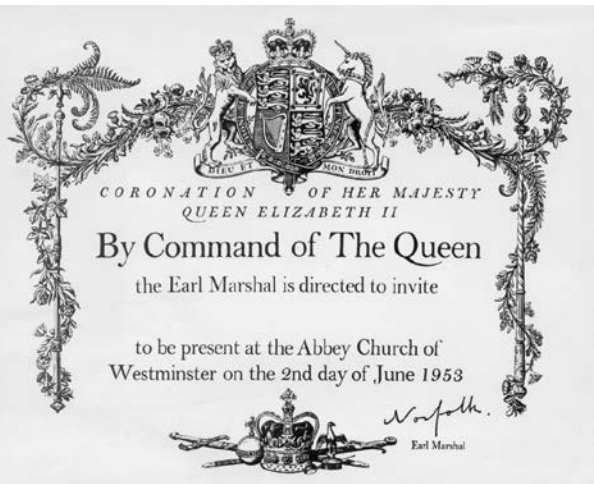 DIEU ET MON DROIT
CORONATION OF HER MAJESTY
QUEEN ELIZABETH II
By Command of The Queen
the Earl Marshal is directed to invite
to be present at the Abbey Church of
Westminster on the 2nd day of June 1953
Norfolk.
Earl Marshal